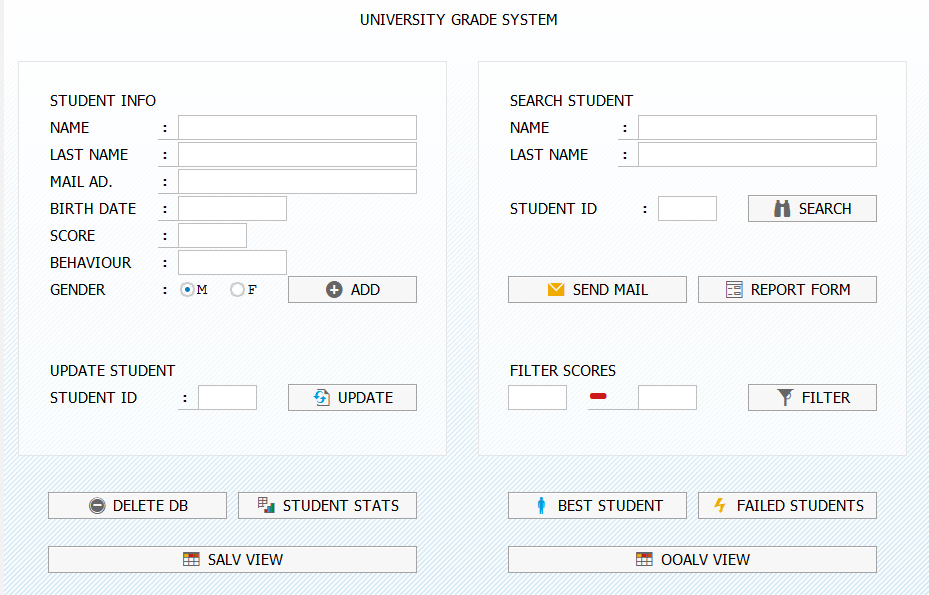 UNIVERSITY GRADE SYSTEM
STUDENT INFO
NAME :
LAST NAME :
MAIL AD. :
BIRTH DATE :
SCORE :
BEHAVIOUR :
GENDER : M F ADD
UPDATE STUDENT
STUDENT ID : UPDATE
SEARCH STUDENT
NAME :
LAST NAME :
STUDENT ID : SEARCH
SEND MAIL REPORT FORM
FILTER SCORES
FILTER
DELETE DB STUDENT STATS BEST STUDENT FAILED STUDENTS
SALV VIEW OOALV VIEW